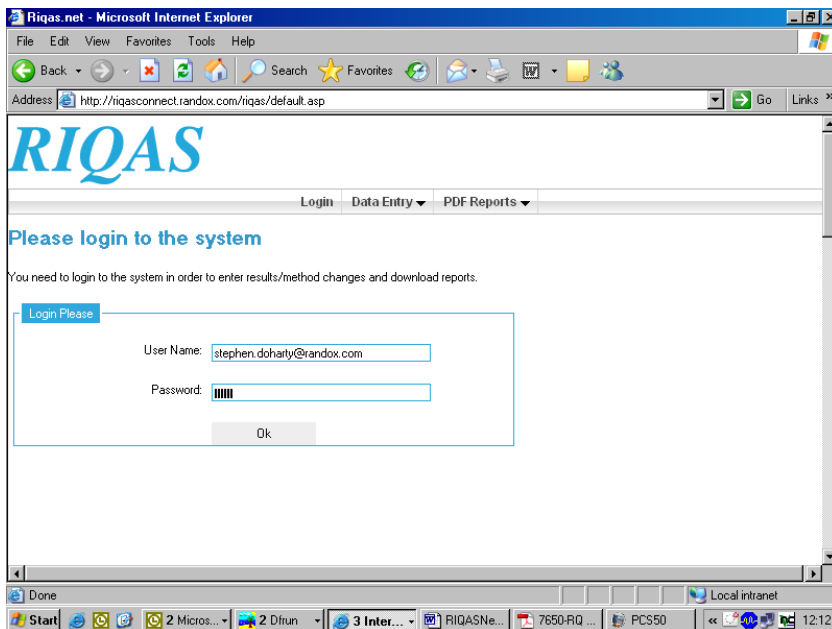 Riqas.net - Microsoft Internet Explorer
File Edit View Favorites Tools Help
Back Search Favorites
Address http://riqasconnect.randox.com/riqas/default.asp Go Links »
RIQAS
Login Data Entry PDF Reports
Please login to the system
You need to login to the system in order to enter results/method changes and download reports.
Login Please
User Name: stephen.doharty@randox.com
Password:
Ok
Done Local intranet
Start 2 Micros... 2 Dfrun 3 Inter... RIQASNe... 7650-RQ ... PCS50 « 12:12